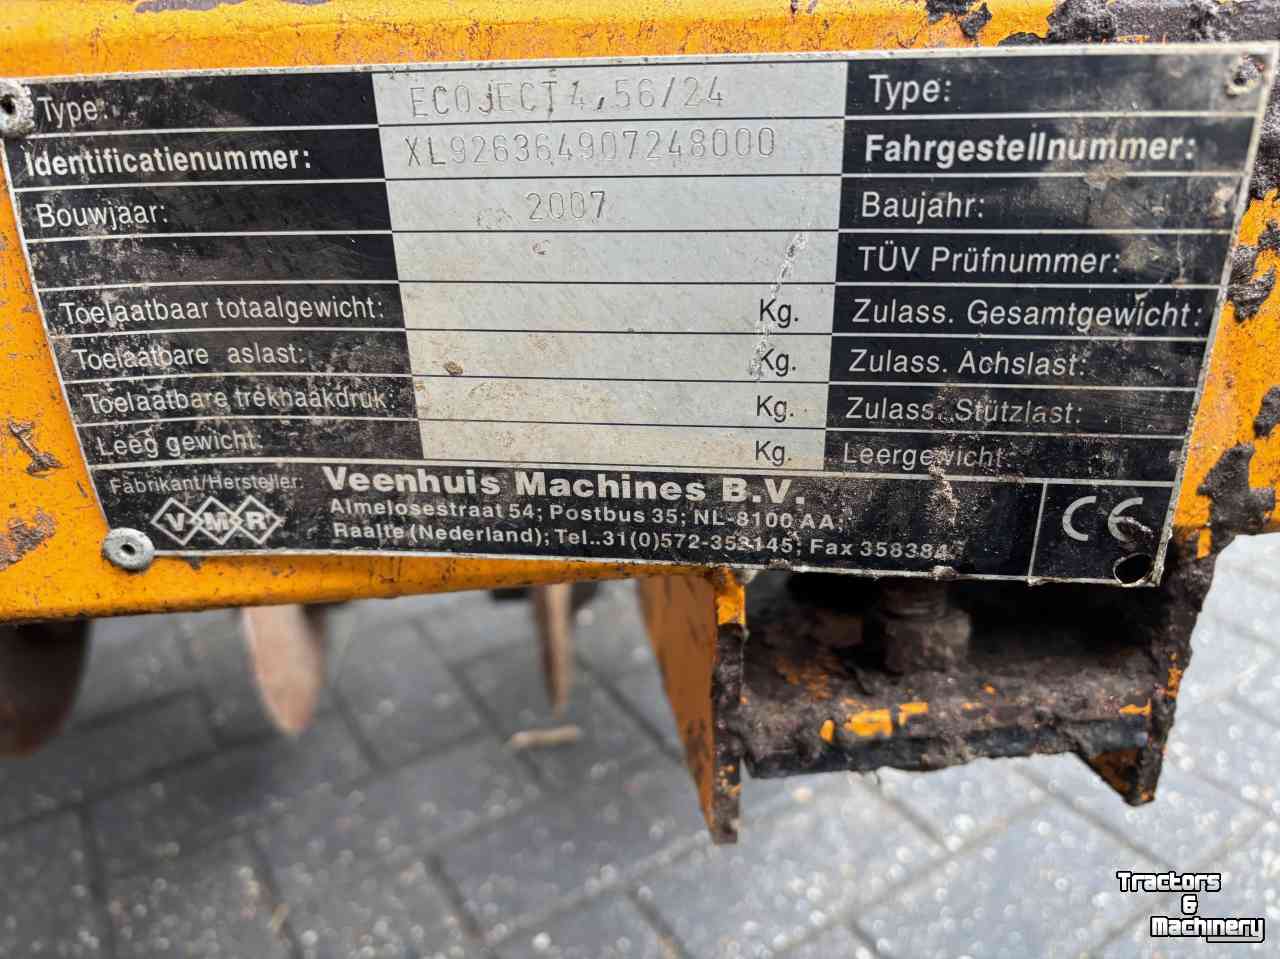 Type: ECOJECT 4,56/24 Type:
Identificatienummer: XL926364907248000 Fahrgestellnummer:
Bouwjaar: 2007 Baujahr:
TÜV Prüfnummer:
Toelaatbaar totaalgewicht: Kg. Zulass. Gesamtgewicht:
Toelaatbare aslast: Kg. Zulass. Achslast:
Toelaatbare trekhaakdruk: Kg. Zulass. Stützlast:
Leeg gewicht: Kg. Leergewicht:
Fabrikant/Hersteller: Veenhuis Machines B.V.
VMR
Almelosestraat 54; Postbus 35; NL-8100 AA;
Raalte (Nederland); Tel..31(0)572-353145; Fax 358384
CE
Tractors
&
Machinery